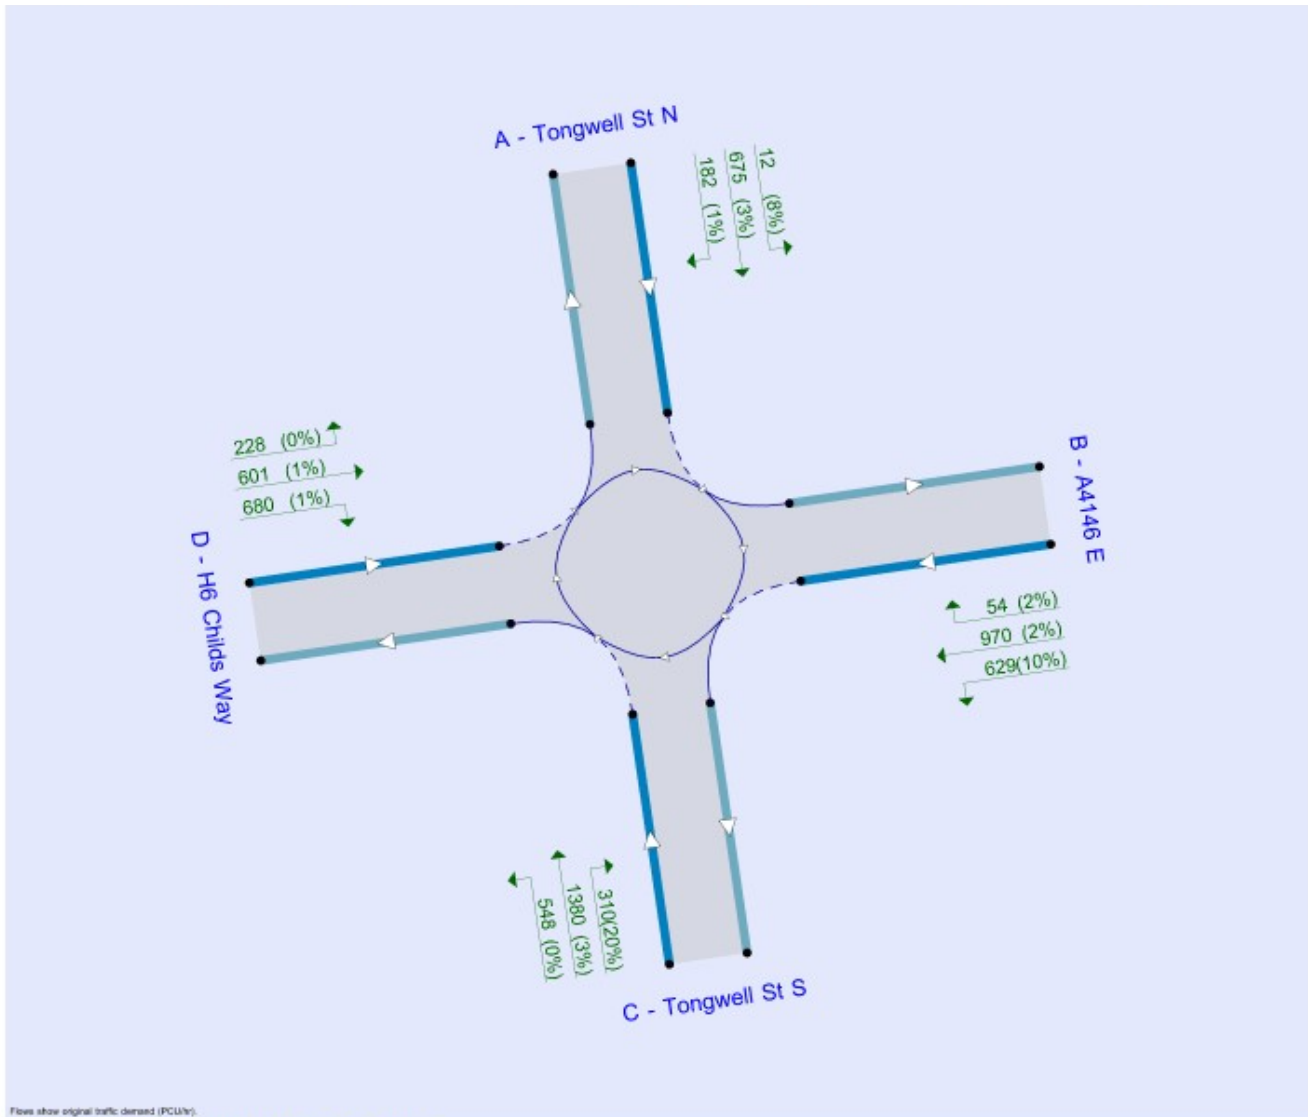 A - Tongwell St N
12 (8%)
675 (3%)
182 (1%)
228 (0%)
601 (1%)
680 (1%)
B - A4146 E
D - H6 Childs Way
54 (2%)
970 (2%)
629(10%)
310(20%)
1380 (3%)
548 (0%)
C - Tongwell St S
Flows show original traffic demand (PCU/hr).